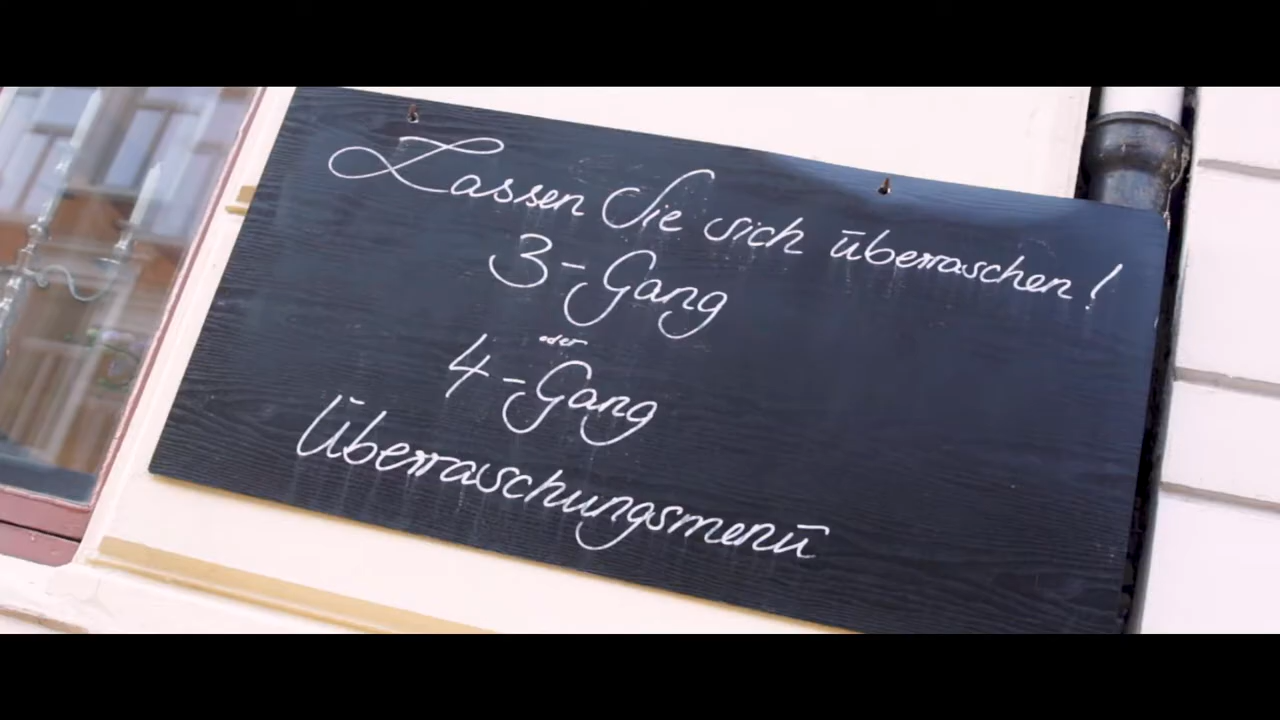 Lassen Sie sich überraschen!
3-Gang
oder
4-Gang
Überraschungsmenü